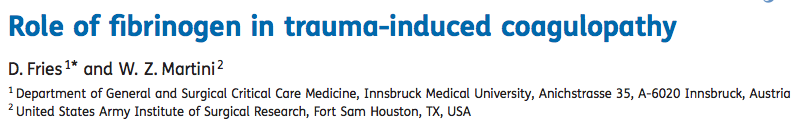 Role of fibrinogen in trauma-induced coagulopathy
D. Fries1* and W. Z. Martini2
1 Department of General and Surgical Critical Care Medicine, Innsbruck Medical University, Anichstrasse 35, A-6020 Innsbruck, Austria
2 United States Army Institute of Surgical Research, Fort Sam Houston, TX, USA